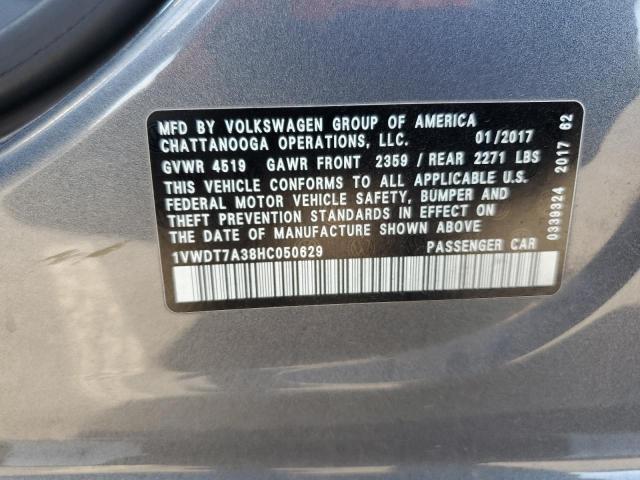 MFD BY VOLKSWAGEN GROUP OF AMERICA
CHATTANOOGA OPERATIONS, LLC. 01/2017
GVWR 4519 GAWR FRONT 2359 / REAR 2271 LBS
THIS VEHICLE CONFORMS TO ALL APPLICABLE U.S.
FEDERAL MOTOR VEHICLE SAFETY, BUMPER AND
THEFT PREVENTION STANDARDS IN EFFECT ON
THE DATE OF MANUFACTURE SHOWN ABOVE
1VWDT7A38HC050629 PASSENGER CAR
0339324 2017 62